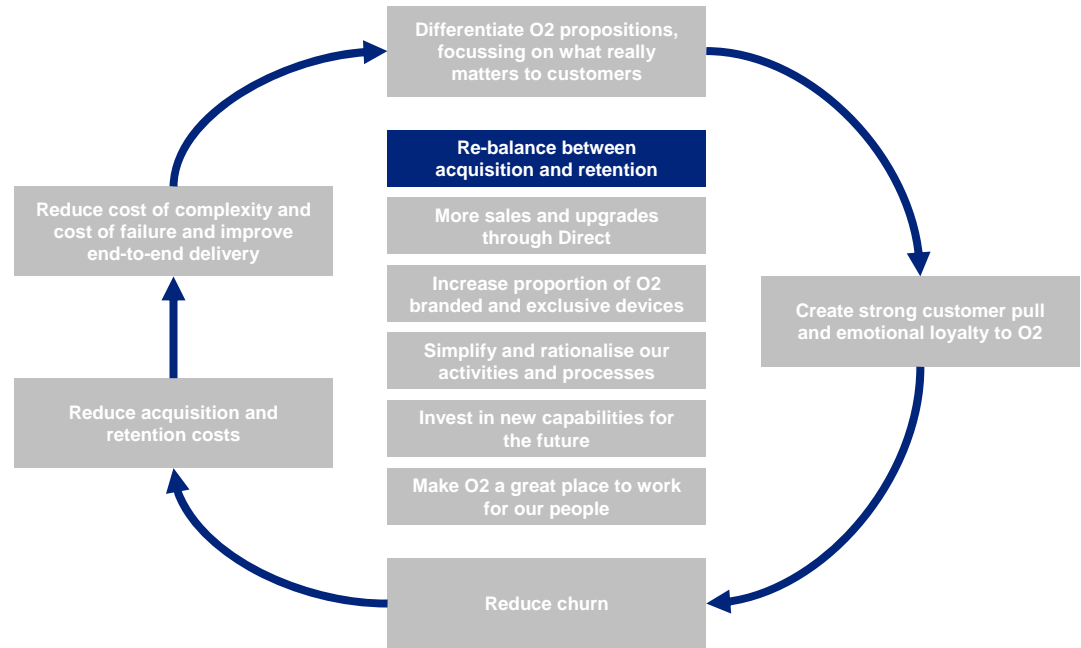 Differentiate O2 propositions,
focussing on what really
matters to customers
Re-balance between
acquisition and retention
Reduce cost of complexity and
cost of failure and improve
end-to-end delivery
More sales and upgrades
through Direct
Increase proportion of O2
branded and exclusive devices
Create strong customer pull
and emotional loyalty to O2
Simplify and rationalise our
activities and processes
Reduce acquisition and
retention costs
Invest in new capabilities for
the future
Make O2 a great place to work
for our people
Reduce churn